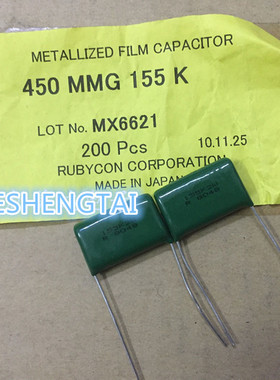 METALLIZED FILM CAPACITOR
450 MMG 155 K
LOT No. MX6621
200 Pcs
10.11.25
RUBYCON CORPORATION
MADE IN JAPAN
ESHENGTAI